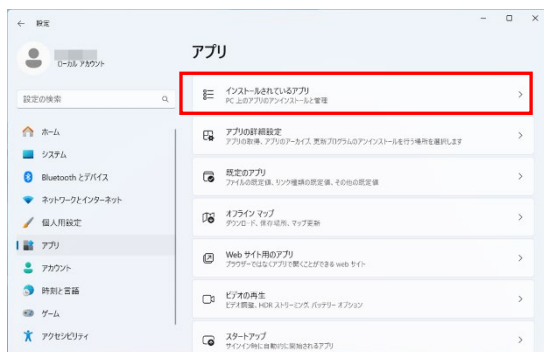 設定
ローカル アカウント
設定の検索
ホーム
システム
Bluetooth とデバイス
ネットワークとインターネット
個人用設定
アプリ
アカウント
時刻と言語
ゲーム
アクセシビリティ
アプリ
インストールされているアプリ
PC 上のアプリのアンインストールと管理
アプリの詳細設定
アプリの取得、アプリのアーカイブ、更新プログラムのアンインストールを行う場所を選択します
既定のアプリ
ファイルの既定値、リンク種類の既定値、その他の既定値
オフライン マップ
ダウンロード、保存場所、マップ更新
Web サイト用のアプリ
ブラウザーではなくアプリで開くことができる web サイト
ビデオの再生
ビデオ調整、HDR ストリーミング、バッテリー オプション
スタートアップ
サインイン時に自動的に開始されるアプリ